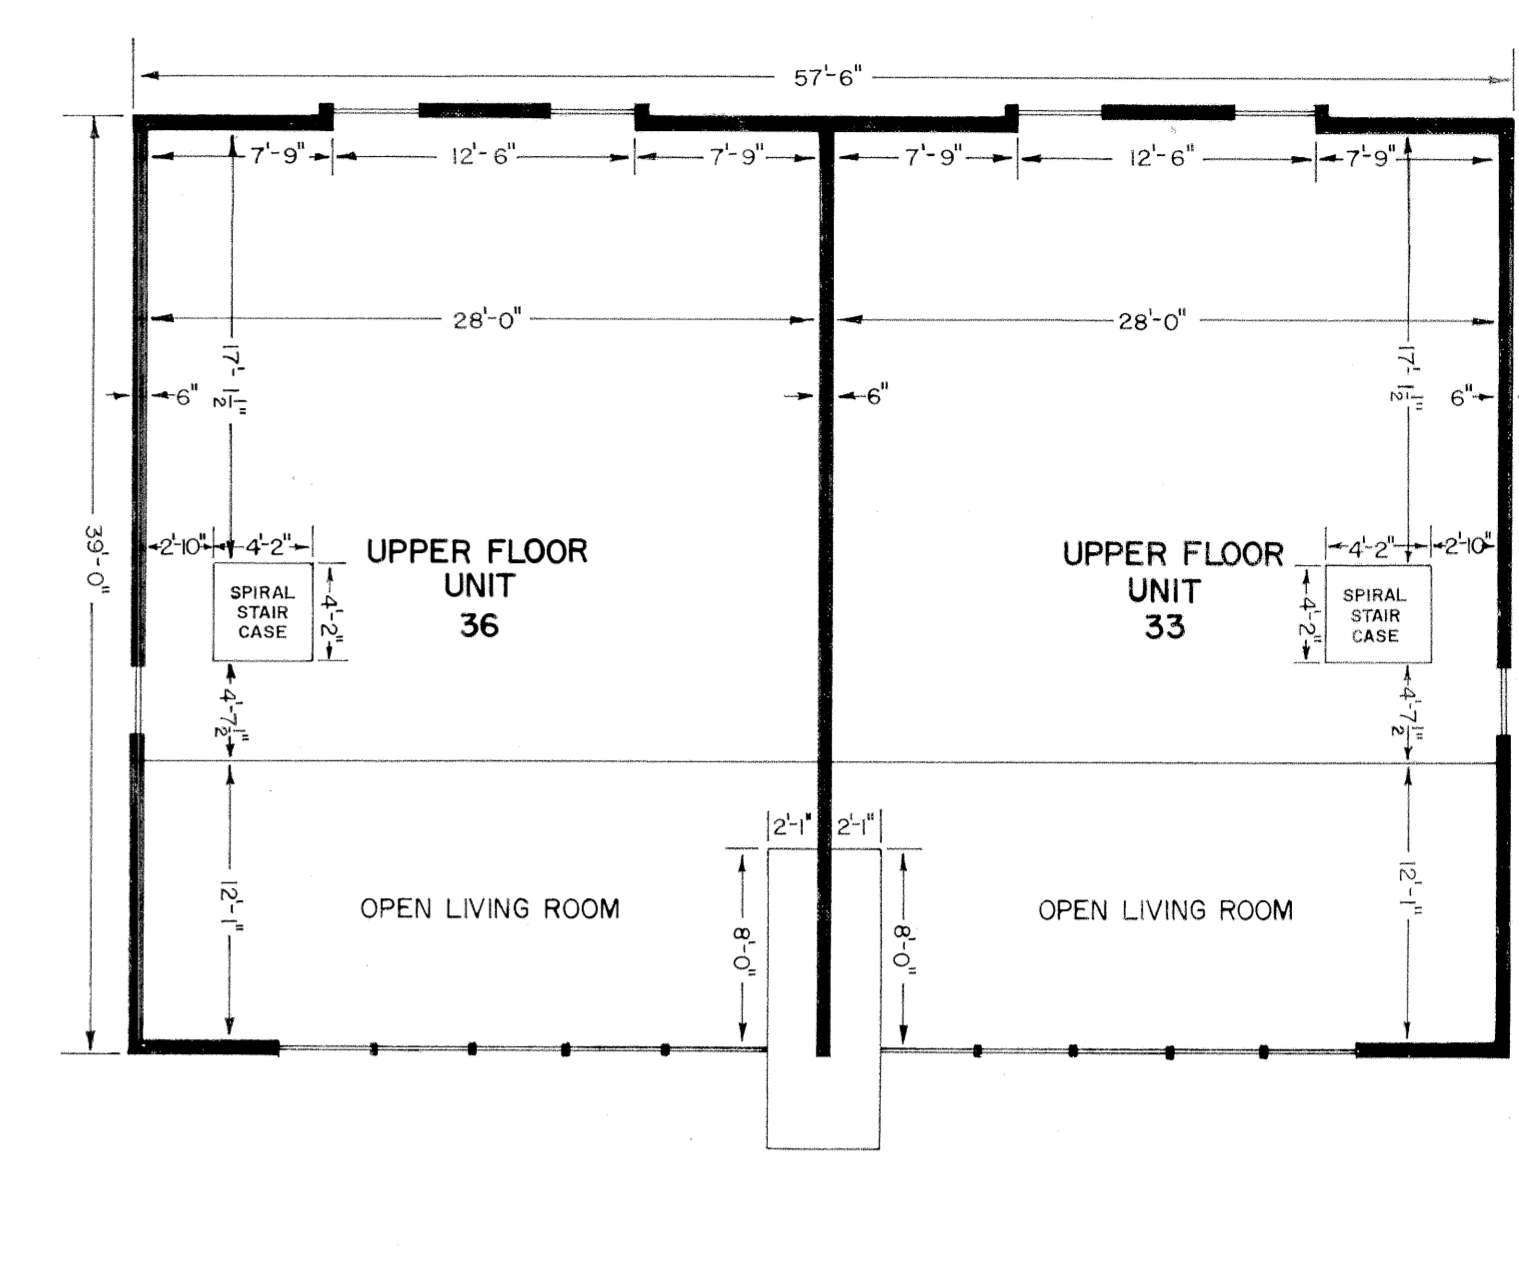 57'-6"
7'-9" 12'-6" 7'-9" 7'-9" 12'-6" 7'-9"
28'-0" 28'-0"
17'-1½" 17'-1½"
6" 6" 6"
39'-0"
2'-10" 4'-2" 4'-2" 2'-10"
UPPER FLOOR
UNIT
36
UPPER FLOOR
UNIT
33
SPIRAL
STAIR
CASE
4'-2"
4'-2"
SPIRAL
STAIR
CASE
4'-7½" 4'-7½"
2'-1" 2'-1"
12'-1" 12'-1"
OPEN LIVING ROOM OPEN LIVING ROOM
8'-0" 8'-0"